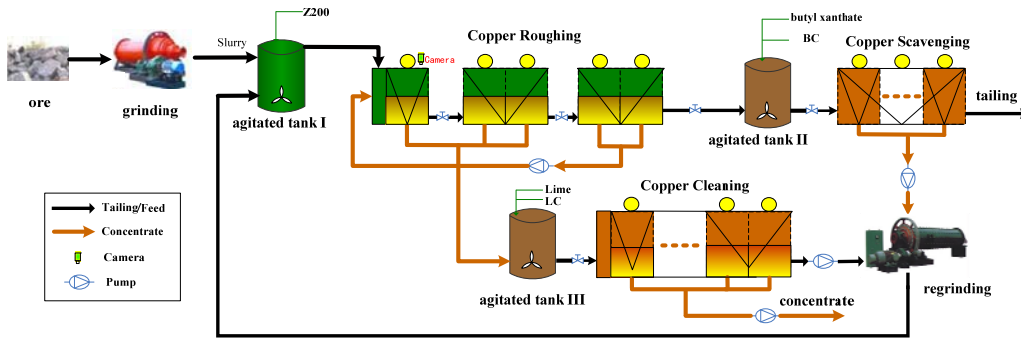 Z200
butyl xanthate
BC
Copper Roughing
Copper Scavenging
Camera
Slurry
tailing
ore
grinding
agitated tank I
agitated tank II
Copper Cleaning
Lime
LC
Tailing/Feed
Concentrate
Camera
Pump
agitated tank III
concentrate
regrinding